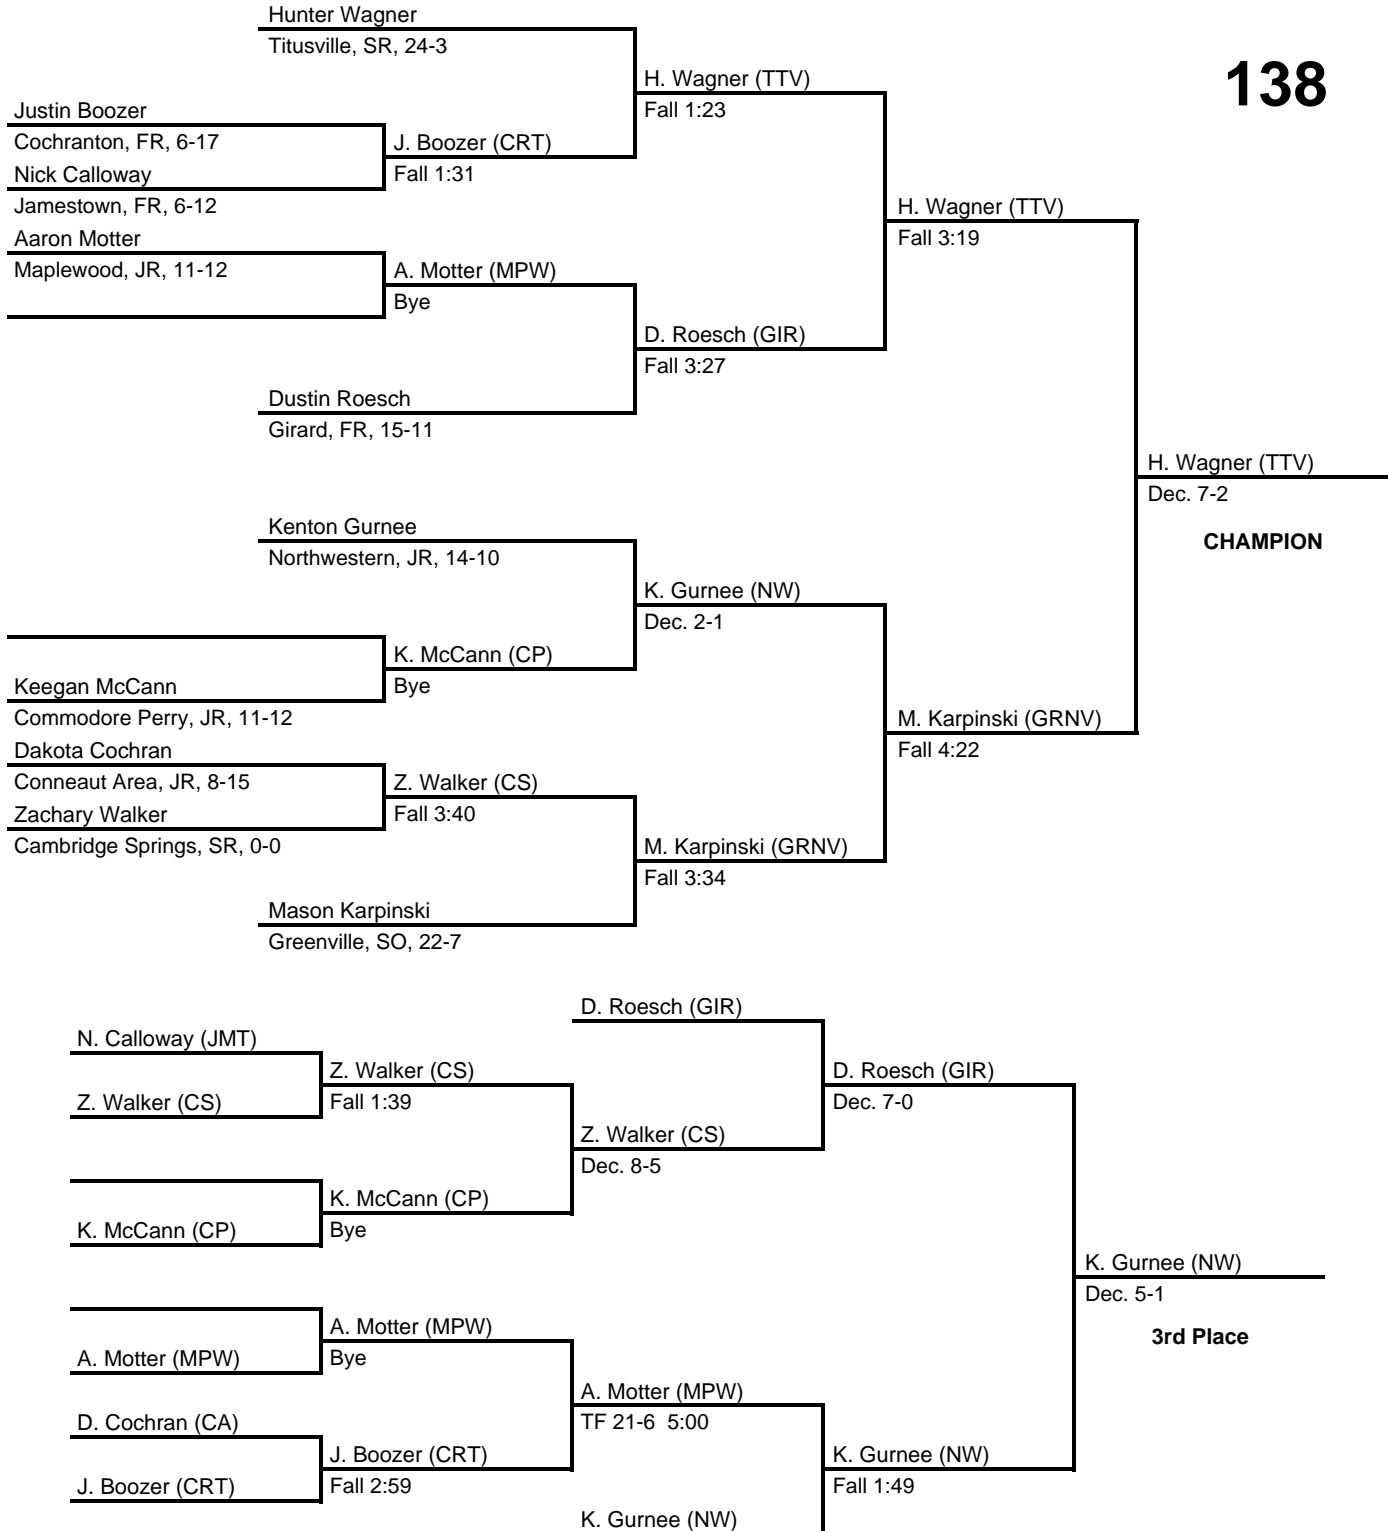 Hunter Wagner
Titusville, SR, 24-3
138
H. Wagner (TTV)
Fall 1:23
Justin Boozer
Cochranton, FR, 6-17
J. Boozer (CRT)
Fall 1:31
Nick Calloway
Jamestown, FR, 6-12
H. Wagner (TTV)
Fall 3:19
Aaron Motter
Maplewood, JR, 11-12
A. Motter (MPW)
Bye
D. Roesch (GIR)
Fall 3:27
Dustin Roesch
Girard, FR, 15-11
H. Wagner (TTV)
Dec. 7-2
CHAMPION
Kenton Gurnee
Northwestern, JR, 14-10
K. Gurnee (NW)
Dec. 2-1
K. McCann (CP)
Bye
Keegan McCann
Commodore Perry, JR, 11-12
M. Karpinski (GRNV)
Fall 4:22
Dakota Cochran
Conneaut Area, JR, 8-15
Z. Walker (CS)
Fall 3:40
Zachary Walker
Cambridge Springs, SR, 0-0
M. Karpinski (GRNV)
Fall 3:34
Mason Karpinski
Greenville, SO, 22-7
D. Roesch (GIR)
N. Calloway (JMT)
Z. Walker (CS)
Fall 1:39
Z. Walker (CS)
D. Roesch (GIR)
Dec. 7-0
Z. Walker (CS)
Dec. 8-5
K. McCann (CP)
Bye
K. McCann (CP)
K. Gurnee (NW)
Dec. 5-1
3rd Place
A. Motter (MPW)
Bye
A. Motter (MPW)
A. Motter (MPW)
TF 21-6 5:00
D. Cochran (CA)
J. Boozer (CRT)
Fall 2:59
J. Boozer (CRT)
K. Gurnee (NW)
Fall 1:49
K. Gurnee (NW)